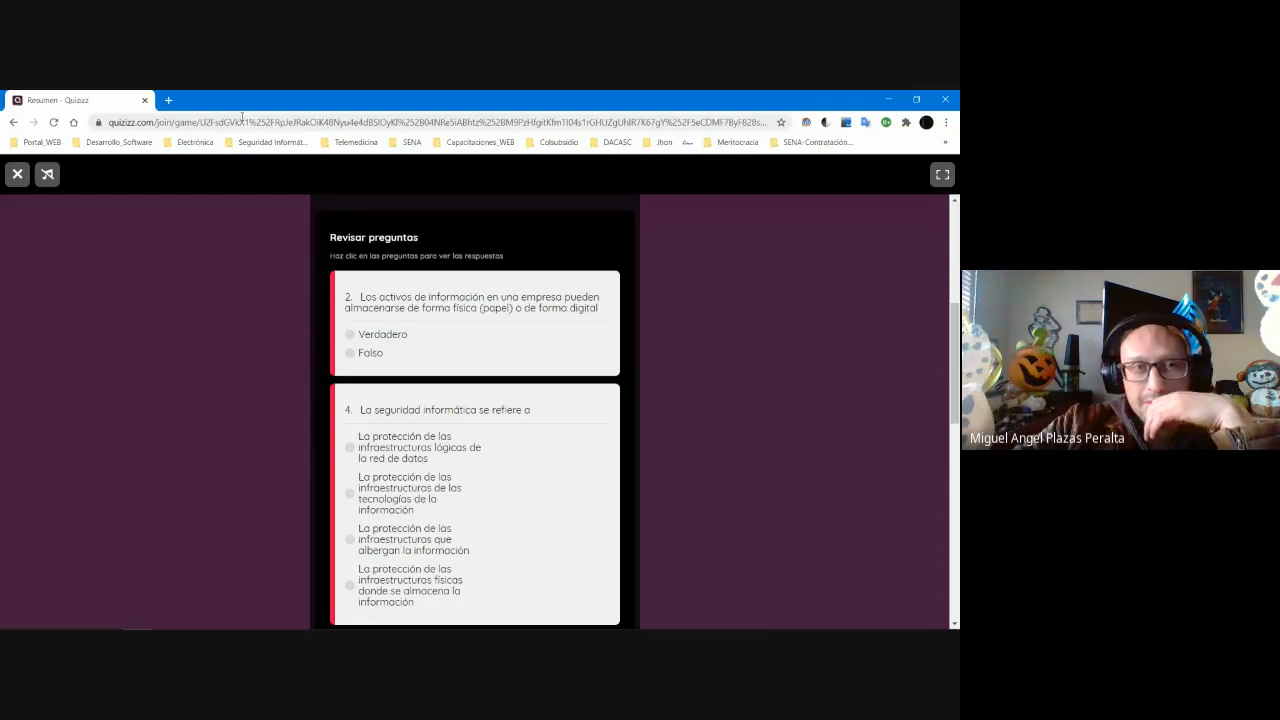 Resumen - Quizizz
Portal_WEB Desarrollo_Software Electrónica Seguridad Informát... Telemedicina SENA Capacitaciones_WEB Colsubsidio DACASC Jhon Meritocracia SENA-Contratación... »
Revisar preguntas
Haz clic en las preguntas para ver las respuestas
2. Los activos de información en una empresa pueden
almacenarse de forma física (papel) o de forma digital
Verdadero
Falso
4. La seguridad informática se refiere a
La protección de las
infraestructuras lógicas de
la red de datos
La protección de las
infraestructuras de las
tecnologías de la
información
La protección de las
infraestructuras que
albergan la información
La protección de las
infraestructuras físicas
donde se almacena la
información
Miguel Angel Plazas Peralta